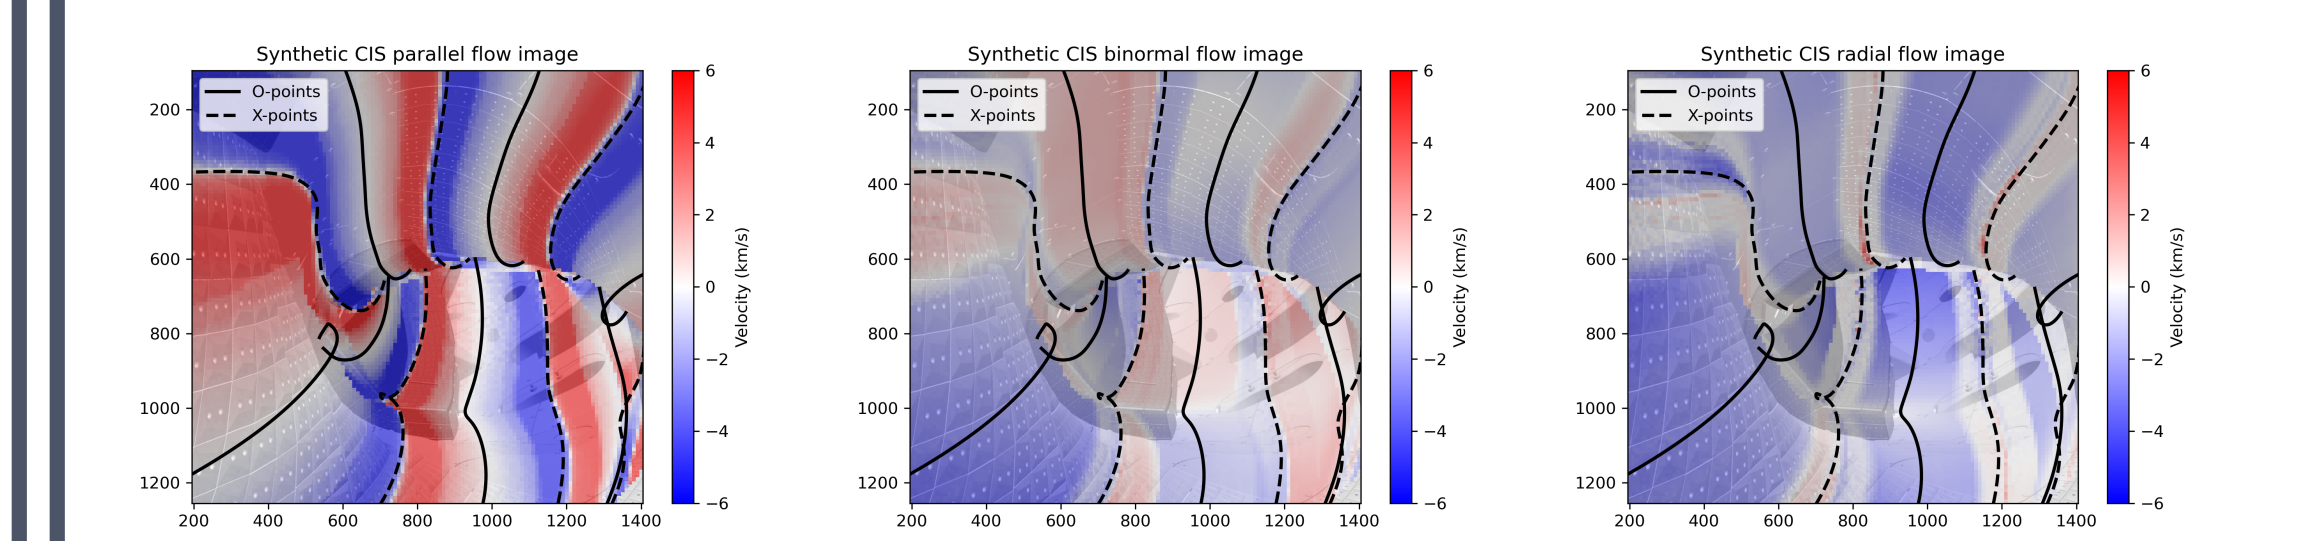 Synthetic CIS parallel flow image
O-points
X-points
200
400
600
800
1000
1200
200 400 600 800 1000 1200 1400
6
4
2
0
−2
−4
−6
Velocity (km/s)
Synthetic CIS binormal flow image
O-points
X-points
200
400
600
800
1000
1200
200 400 600 800 1000 1200 1400
6
4
2
0
−2
−4
−6
Velocity (km/s)
Synthetic CIS radial flow image
O-points
X-points
200
400
600
800
1000
1200
200 400 600 800 1000 1200 1400
6
4
2
0
−2
−4
−6
Velocity (km/s)